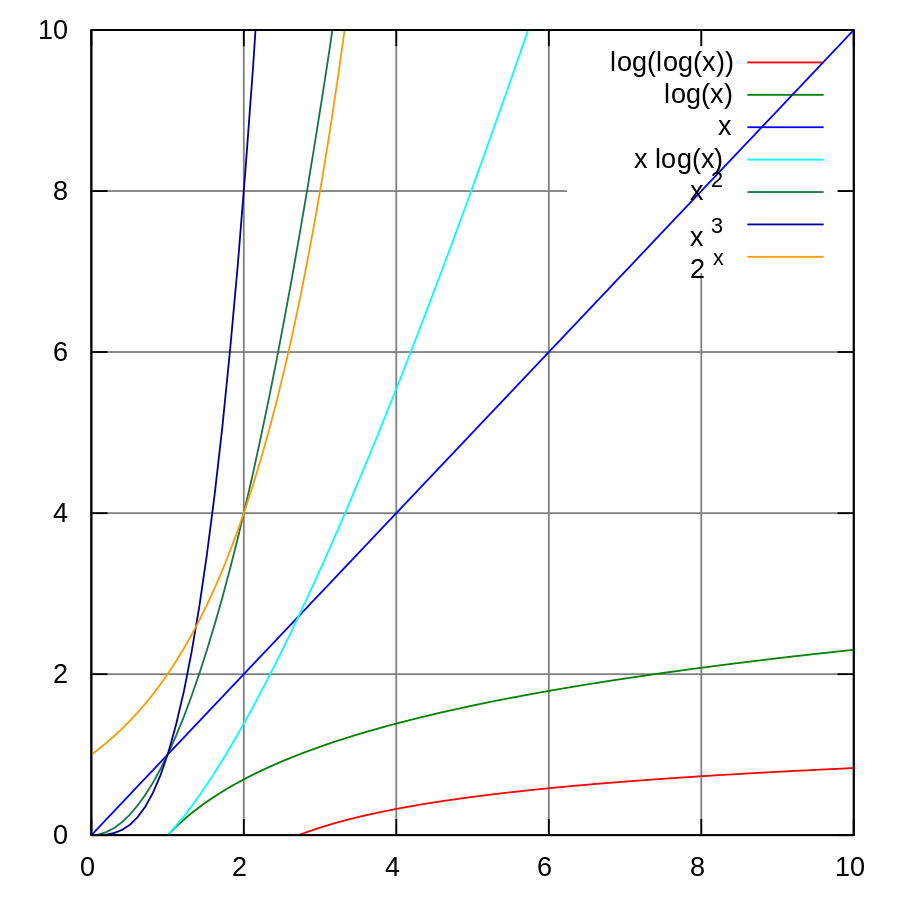 10
8
6
4
2
0
0 2 4 6 8 10
log(log(x))
log(x)
x
x log(x)
x ²
x ³
2 ˣ